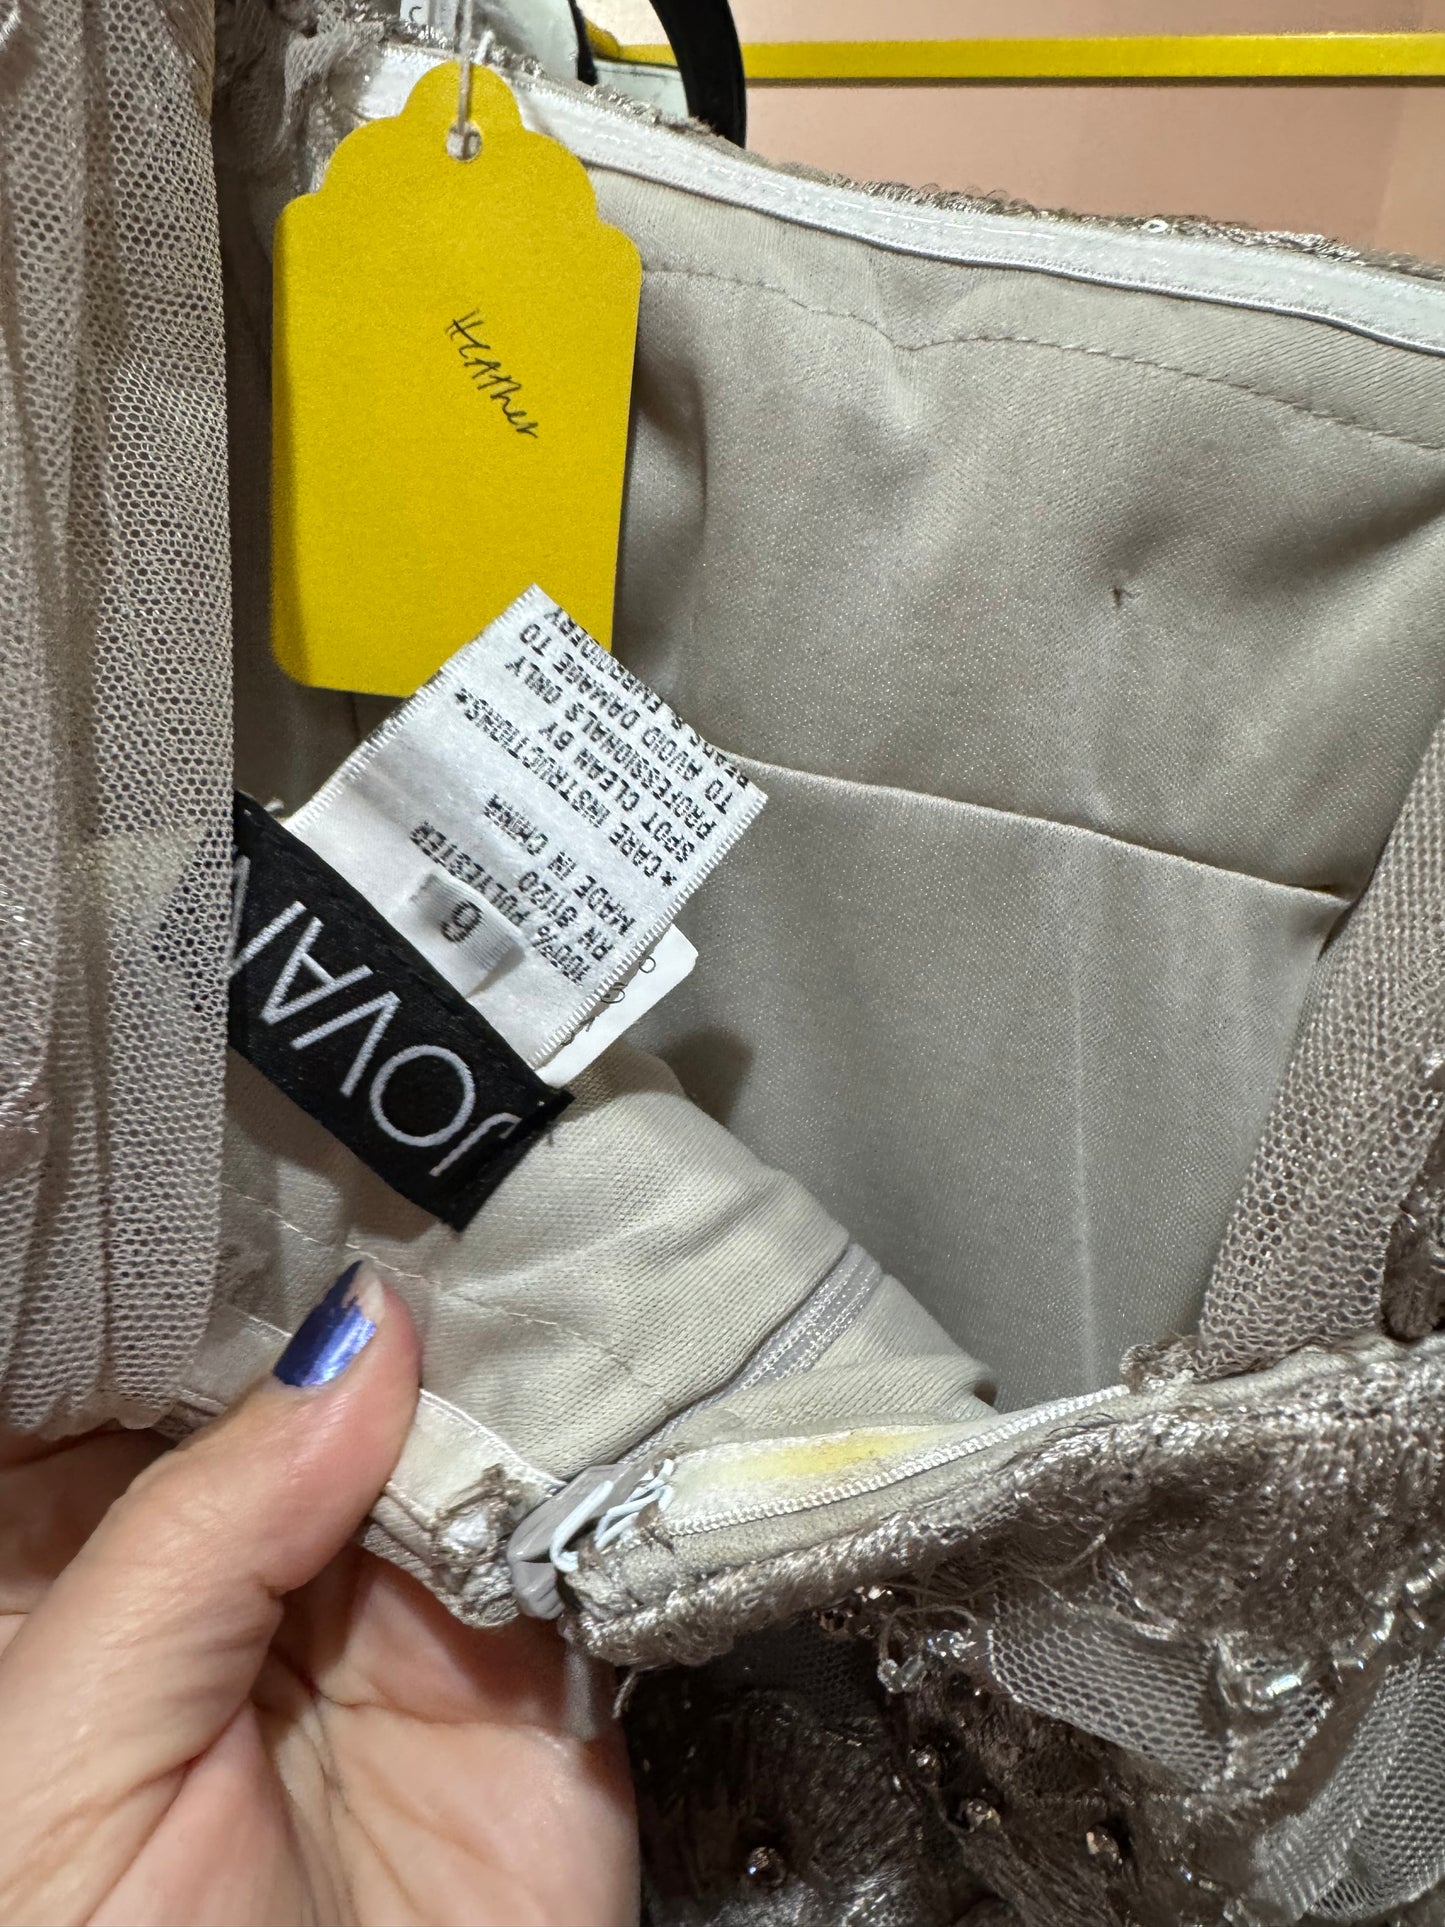 Heather
JOVAN
6
100% POLYESTER
RN 81220
MADE IN CHINA
*CARE INSTRUCTIONS:*
SPOT CLEAN BY
PROFESSIONALS ONLY
TO AVOID DAMAGE TO
BEADS & EMBROIDERY